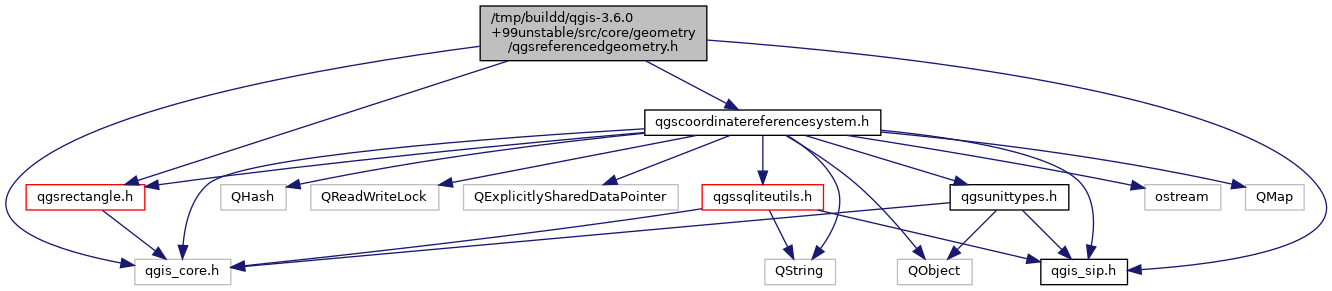 /tmp/buildd/qgis-3.6.0
+99unstable/src/core/geometry
/qgsreferencedgeometry.h
qgscoordinatereferencesystem.h
qgsrectangle.h
QHash
QReadWriteLock
QExplicitlySharedDataPointer
qgssqliteutils.h
qgsunittypes.h
ostream
QMap
qgis_core.h
QString
QObject
qgis_sip.h